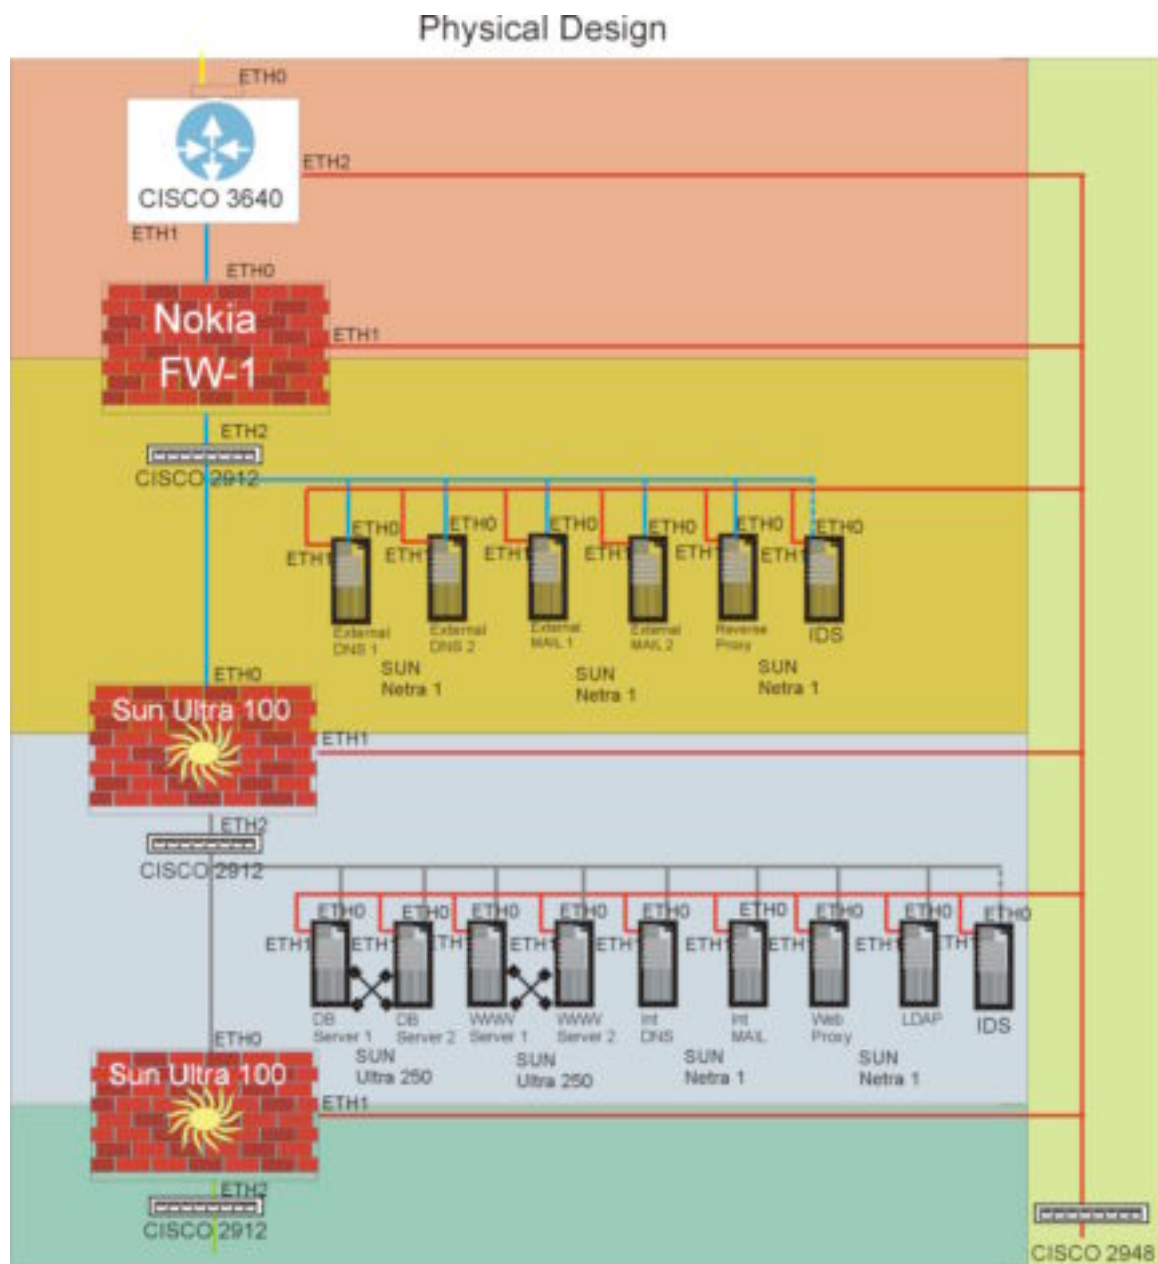 Physical Design
ETH0
ETH2
CISCO 3640
ETH1
ETH0
Nokia
FW-1
ETH1
ETH2
CISCO 2912
ETH0 ETH0 ETH0 ETH0 ETH0 ETH0
ETH1 ETH1 ETH1 ETH1 ETH1 ETH1
External DNS 1
External DNS 2
External MAIL 1
External MAIL 2
Reverse Proxy
IDS
SUN Netra 1
SUN Netra 1
SUN Netra 1
ETH0
Sun Ultra 100
ETH1
ETH2
CISCO 2912
ETH0 ETH0 ETH0 ETH0 ETH0 ETH0 ETH0 ETH0 ETH0
ETH1 ETH1 ETH1 ETH1 ETH1 ETH1 ETH1 ETH1 ETH1
DB Server 1
DB Server 2
WWW Server 1
WWW Server 2
Int DNS
Int MAIL
Web Proxy
LDAP
IDS
SUN Ultra 250
SUN Ultra 250
SUN Netra 1
SUN Netra 1
ETH0
Sun Ultra 100
ETH1
ETH2
CISCO 2912
CISCO 2948